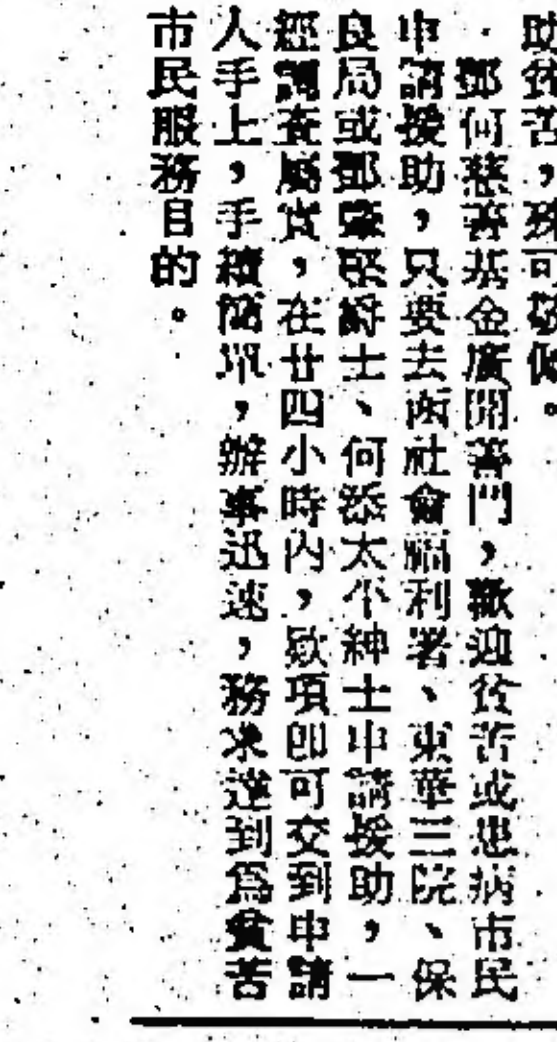 助貧苦，殊可敬佩。
鄧何慈善基金廣開善門，歡迎貧苦或患病市民
申請援助，只要去函社會福利署、東華三院、保
良局或鄧肇堅爵士、何添太平紳士申請援助，一
經調查屬實，在廿四小時內，欵項卽可交到申請
人手上，手續簡單，辦事迅速，務求達到爲貧苦
市民服務目的。